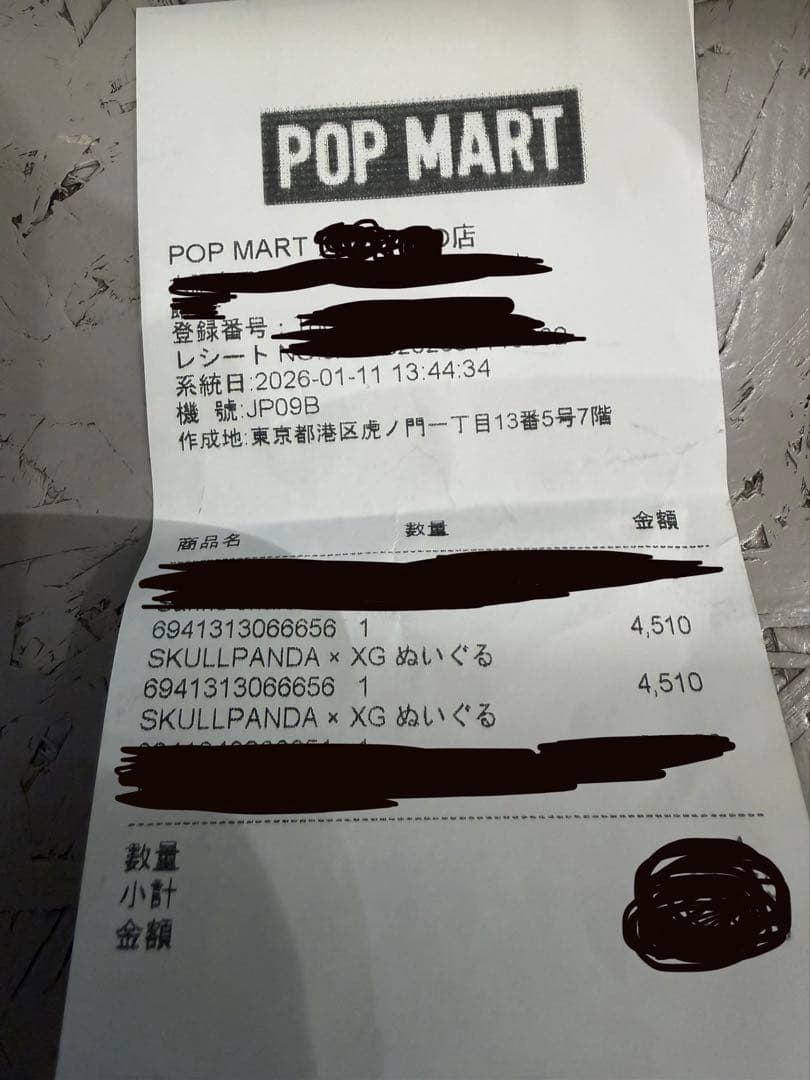 POP MART
POP MART 店
登録番号:
レシート
系統日:2026-01-11 13:44:34
機 號:JP09B
作成地:東京都港区虎ノ門一丁目13番5号7階
商品名 数量 金額
6941313066656 1 4,510
SKULLPANDA × XG ぬいぐる
6941313066656 1 4,510
SKULLPANDA × XG ぬいぐる
数量
小計
金額